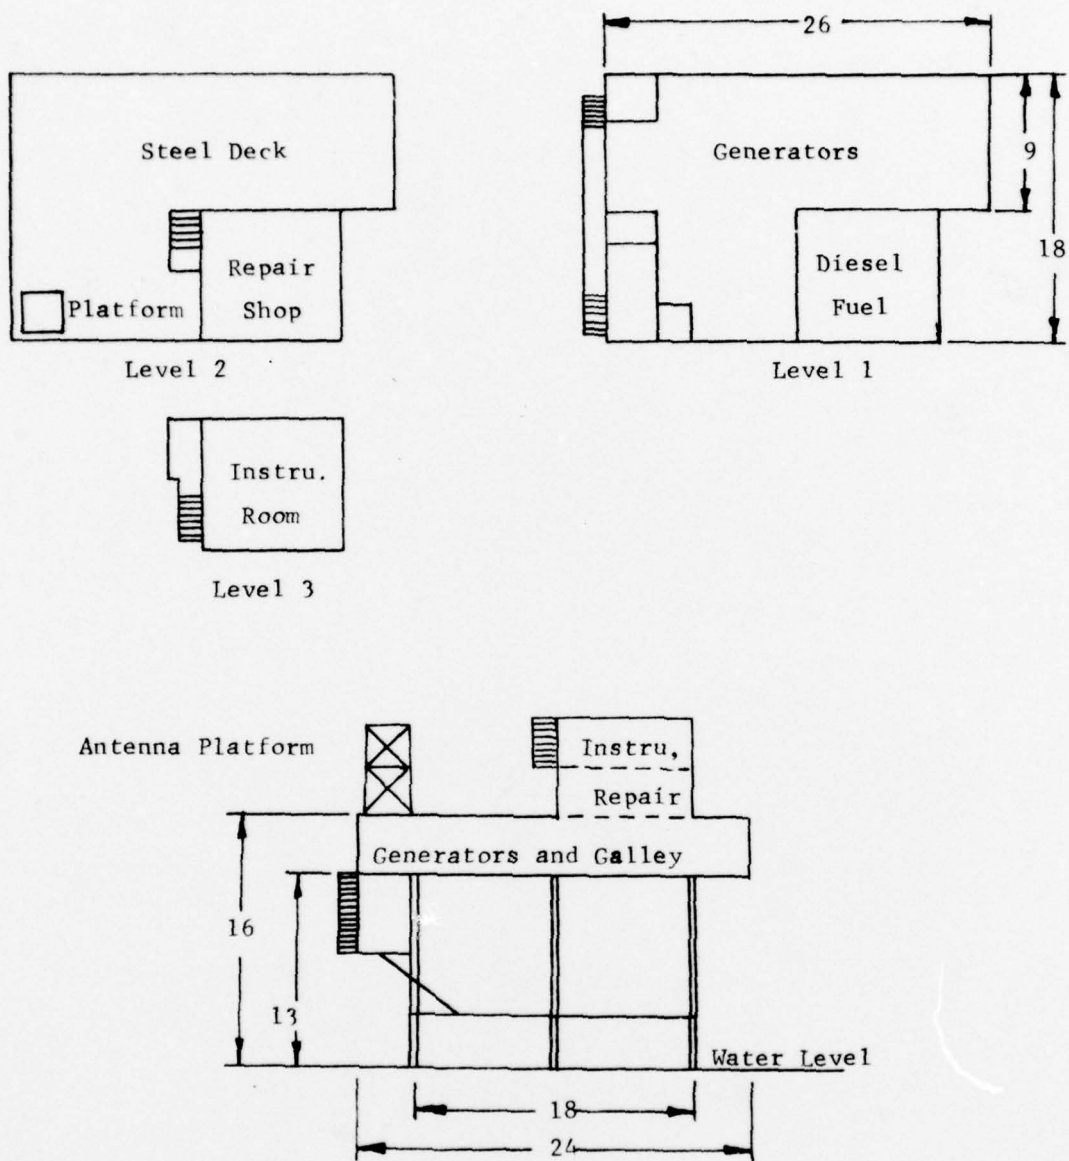 26
Steel Deck
Generators
9
18
Repair
Shop
Diesel
Fuel
Platform
Level 2
Level 1
Instru.
Room
Level 3
Antenna Platform
Instru,
Repair
Generators and Galley
16
13
Water Level
18
24